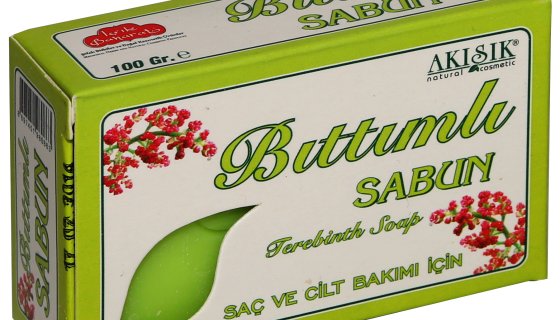 Bıttımlı
SABUN
100 Gr. e
AKIŞIK®
natural cosmetic
Bıttımlı
SABUN
Terebinth Soap
SAÇ VE CİLT BAKIMI İÇİN
Bıttımlı
SABUN